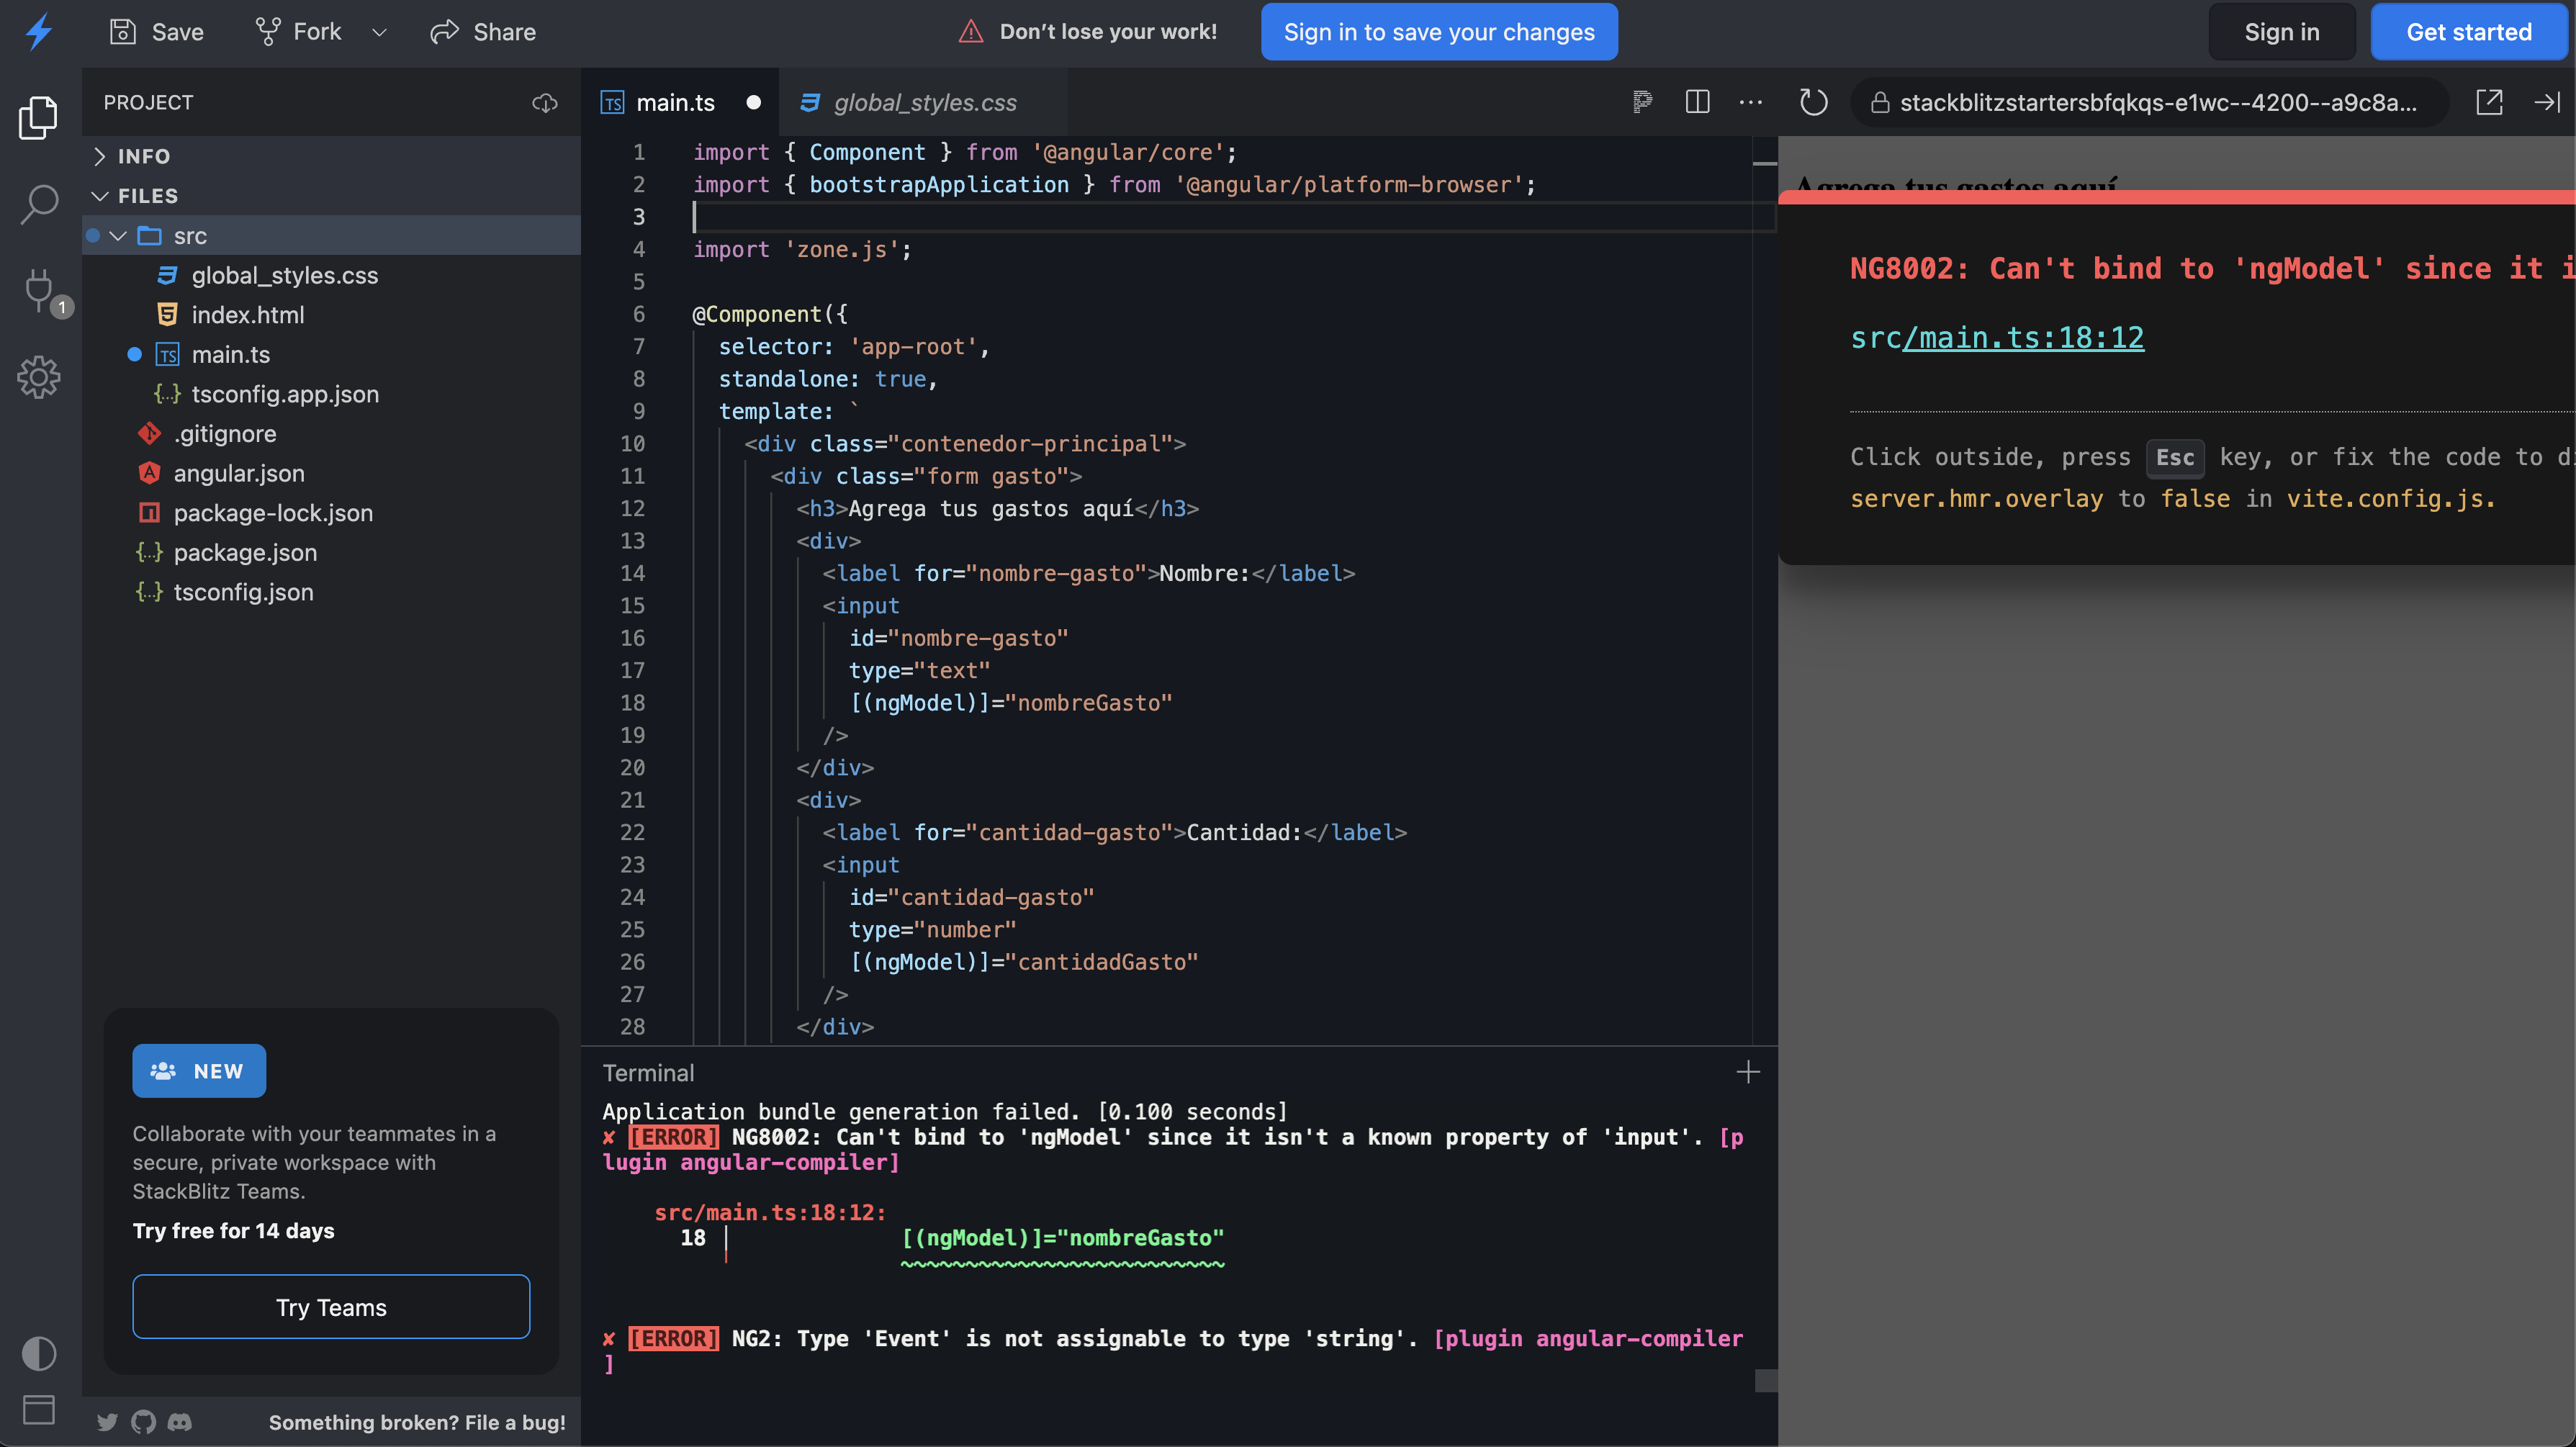 Save
Fork
Share
Don't lose your work!
Sign in to save your changes
Sign in
Get started
PROJECT
INFO
FILES
src
global_styles.css
index.html
TS main.ts
{...} tsconfig.app.json
.gitignore
angular.json
package-lock.json
{...} package.json
{...} tsconfig.json
1
NEW
Collaborate with your teammates in a
secure, private workspace with
StackBlitz Teams.
Try free for 14 days
Try Teams
Something broken? File a bug!
TS main.ts
global_styles.css
1 import { Component } from '@angular/core';
2 import { bootstrapApplication } from '@angular/platform-browser';
3
4 import 'zone.js';
5
6 @Component({
7 selector: 'app-root',
8 standalone: true,
9 template: `
10 <div class="contenedor-principal">
11 <div class="form gasto">
12 <h3>Agrega tus gastos aquí</h3>
13 <div>
14 <label for="nombre-gasto">Nombre:</label>
15 <input
16 id="nombre-gasto"
17 type="text"
18 [(ngModel)]="nombreGasto"
19 />
20 </div>
21 <div>
22 <label for="cantidad-gasto">Cantidad:</label>
23 <input
24 id="cantidad-gasto"
25 type="number"
26 [(ngModel)]="cantidadGasto"
27 />
28 </div>
Terminal
Application bundle generation failed. [0.100 seconds]
✘ [ERROR] NG8002: Can't bind to 'ngModel' since it isn't a known property of 'input'. [p
lugin angular-compiler]
src/main.ts:18:12:
18 │ [(ngModel)]="nombreGasto"
~~~~~~~~~~~~~~~~~~~~~~~~~
✘ [ERROR] NG2: Type 'Event' is not assignable to type 'string'. [plugin angular-compiler
]
stackblitzstartersbfqkqs-e1wc--4200--a9c8a...
Agrega tus gastos aquí
NG8002: Can't bind to 'ngModel' since it i
src/main.ts:18:12
Click outside, press Esc key, or fix the code to di
server.hmr.overlay to false in vite.config.js.